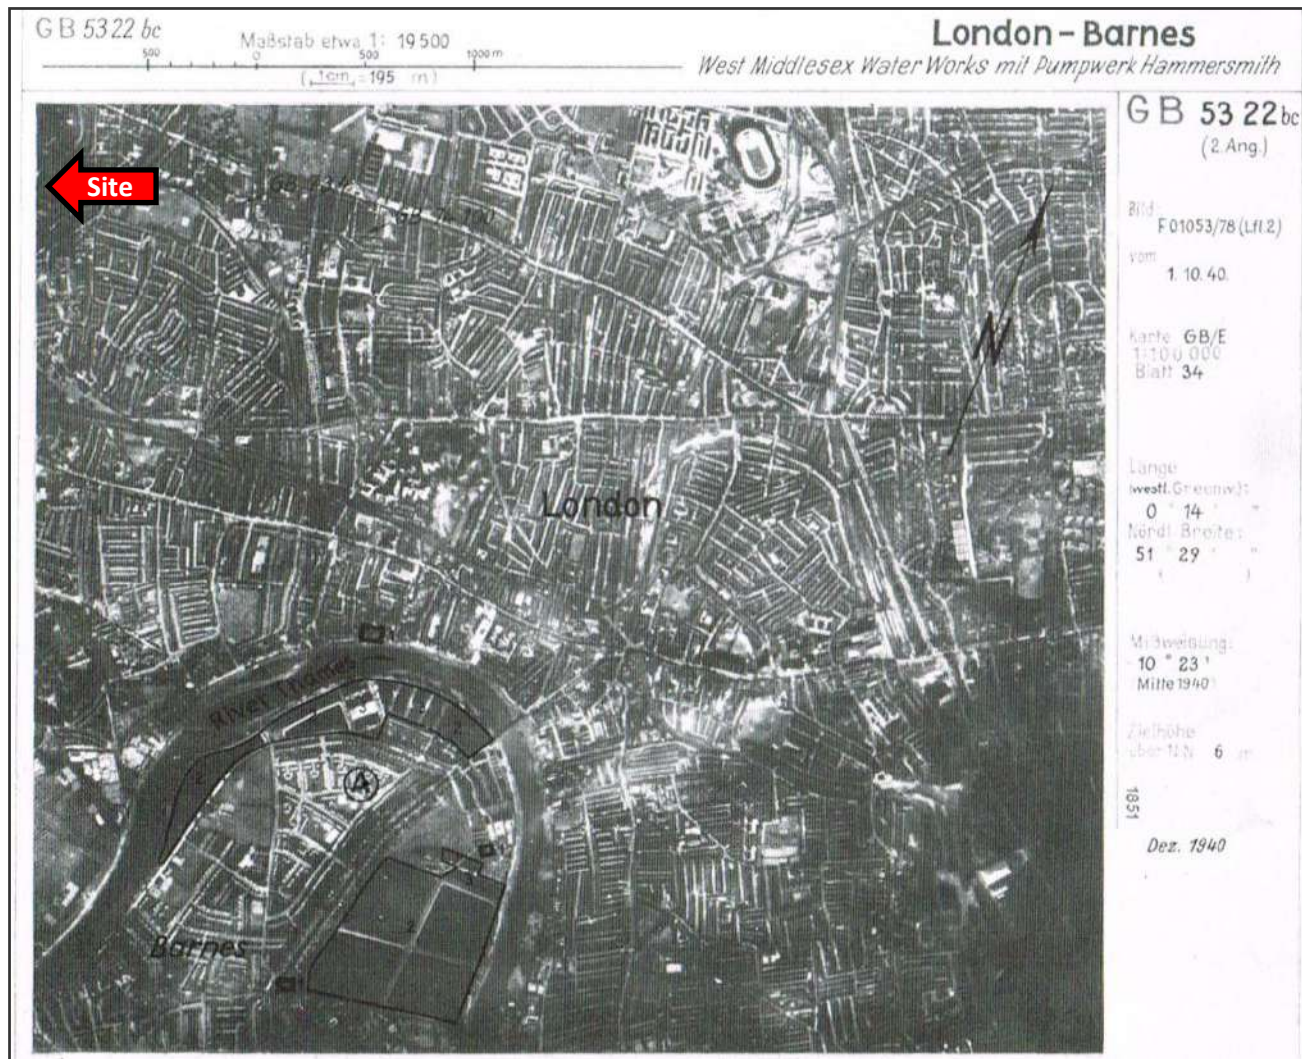 GB 5322 bc
Maßstab etwa 1: 19 500
500 0 500 1000 m
(1cm = 195 m)
London - Barnes
West Middlesex Water Works mit Pumpwerk Hammersmith
GB 53 22 bc
(2. Ang.)
Site
Bild:
F 01053/78 (Lfl.2)
vom
1. 10. 40.
N
Karte GB/E
1:100 000
Blatt 34
Länge
(westl. Greenw.):
0 ° 14 ' "
Nördl. Breite:
51 ° 29 ' "
London
Mißweisung:
10 ° 23 '
Mitte 1940
River Thames
Zielhöhe
über N.N. 6 m
A
1851
Dez. 1940
Barnes